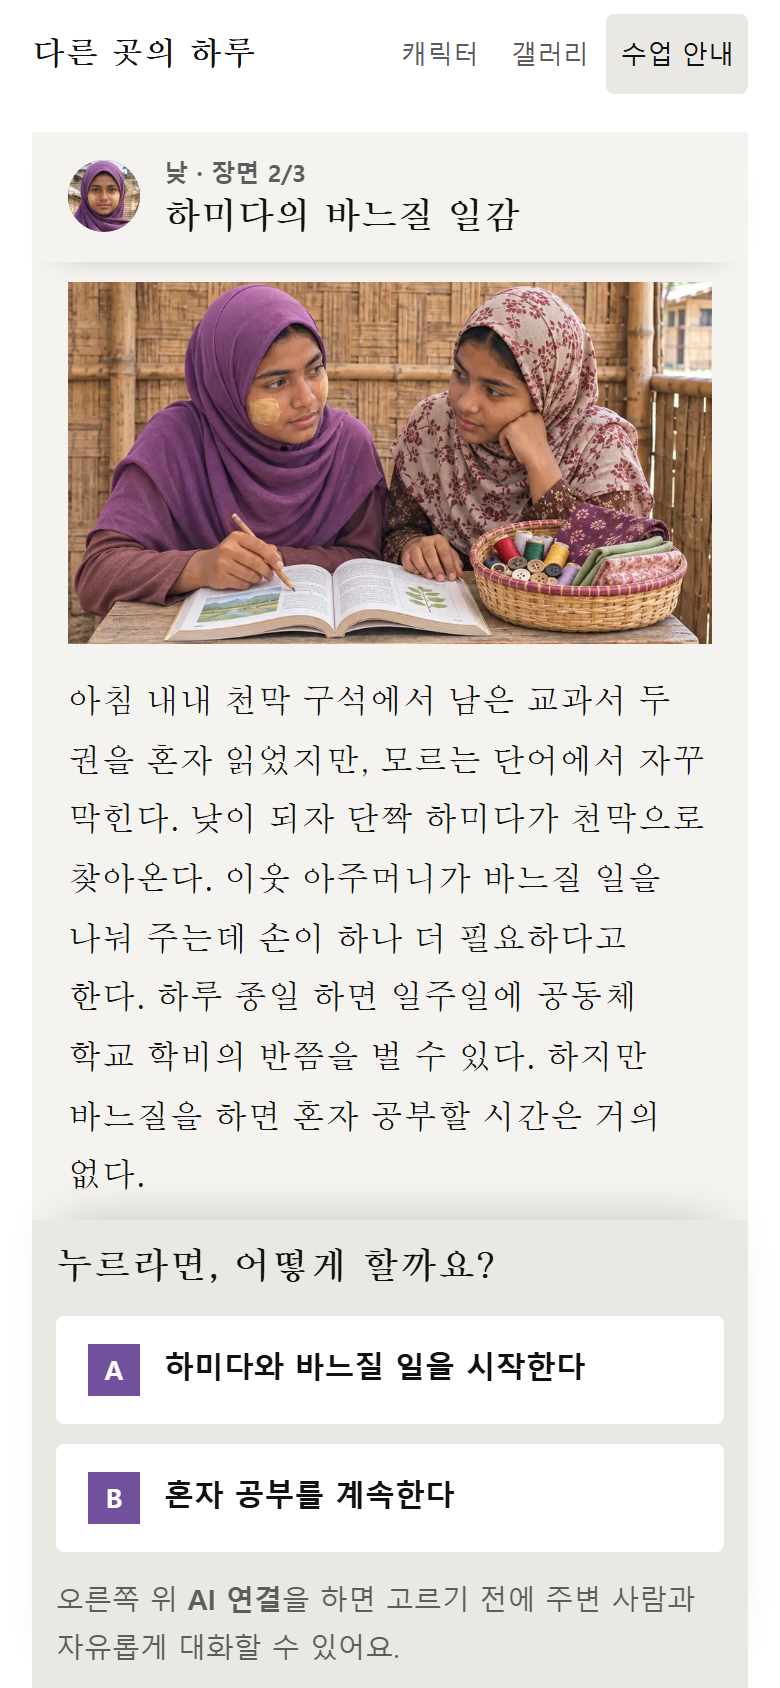 다른 곳의 하루
캐릭터 갤러리 수업 안내
낮 · 장면 2/3
하미다의 바느질 일감
아침 내내 천막 구석에서 남은 교과서 두
권을 혼자 읽었지만, 모르는 단어에서 자꾸
막힌다. 낮이 되자 단짝 하미다가 천막으로
찾아온다. 이웃 아주머니가 바느질 일을
나눠 주는데 손이 하나 더 필요하다고
한다. 하루 종일 하면 일주일에 공동체
학교 학비의 반쯤을 벌 수 있다. 하지만
바느질을 하면 혼자 공부할 시간은 거의
없다.
누르라면, 어떻게 할까요?
A 하미다와 바느질 일을 시작한다
B 혼자 공부를 계속한다
오른쪽 위 AI 연결을 하면 고르기 전에 주변 사람과
자유롭게 대화할 수 있어요.